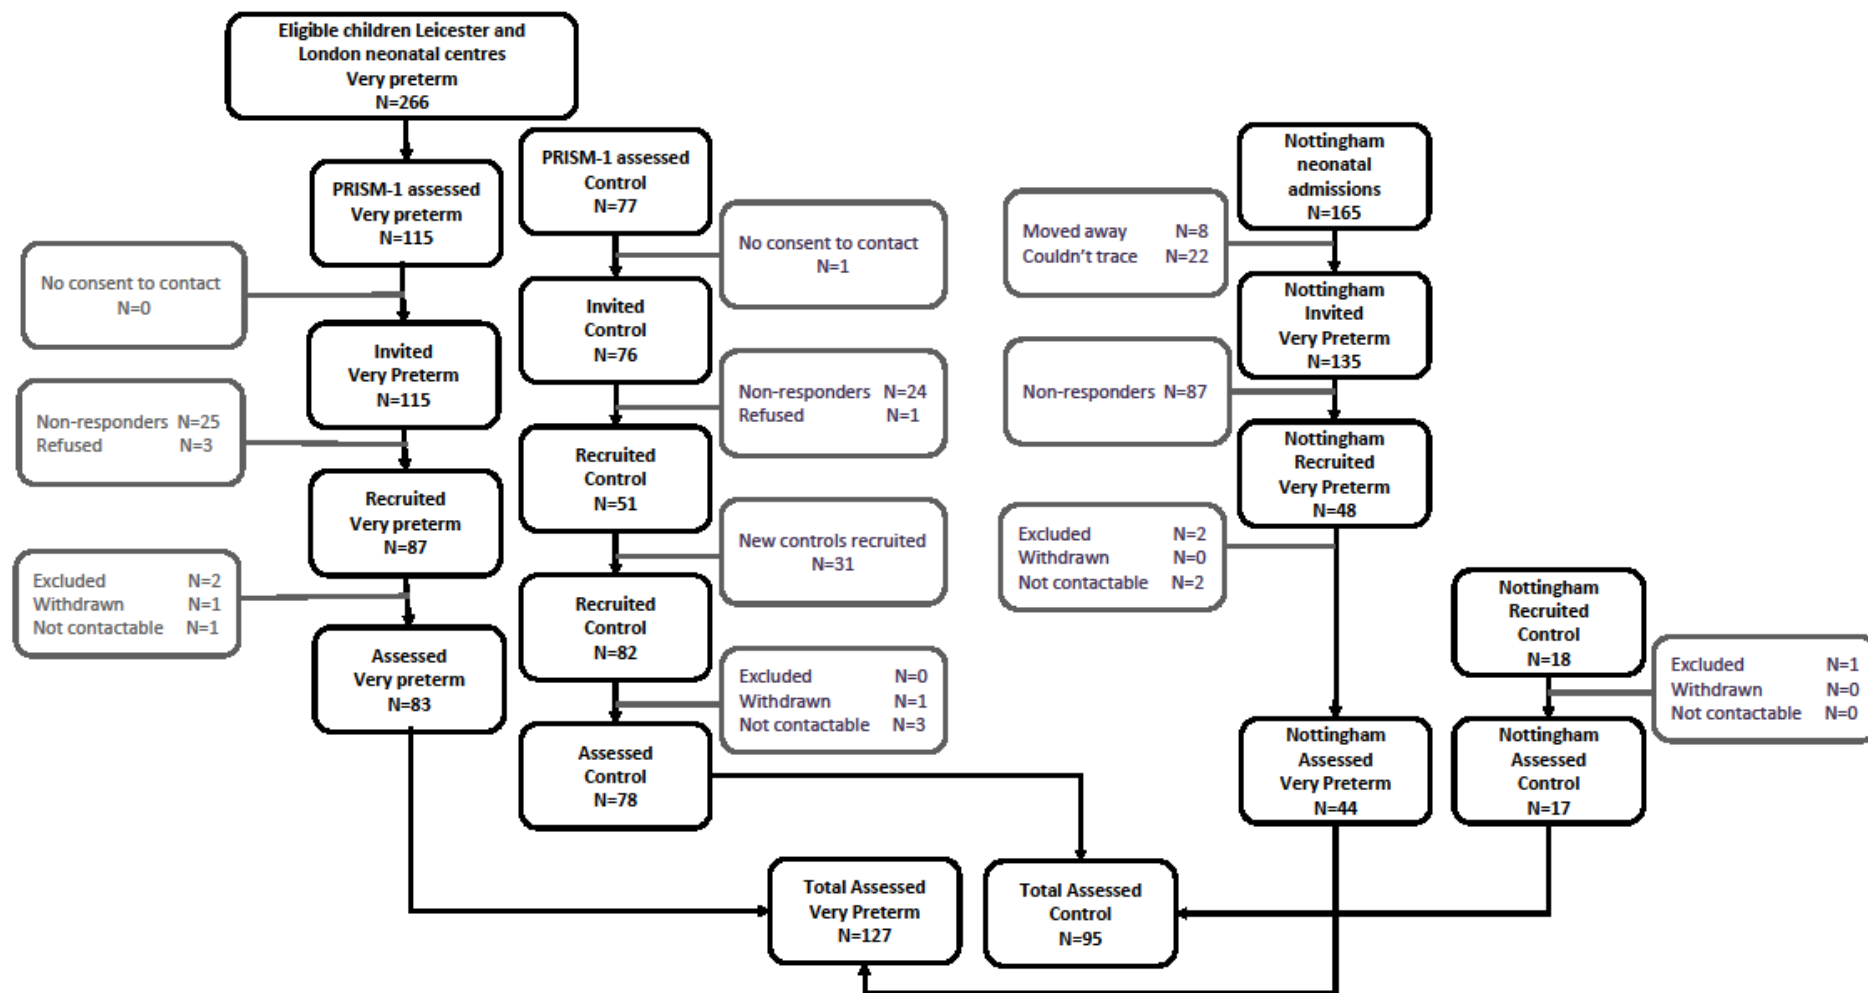 Eligible children Leicester and
London neonatal centres
Very preterm
N=266
PRISM-1 assessed
Very preterm
N=115
No consent to contact
N=0
Invited
Very Preterm
N=115
Non-responders N=25
Refused N=3
Recruited
Very preterm
N=87
Excluded N=2
Withdrawn N=1
Not contactable N=1
Assessed
Very preterm
N=83
PRISM-1 assessed
Control
N=77
No consent to contact
N=1
Invited
Control
N=76
Non-responders N=24
Refused N=1
Recruited
Control
N=51
New controls recruited
N=31
Recruited
Control
N=82
Excluded N=0
Withdrawn N=1
Not contactable N=3
Assessed
Control
N=78
Nottingham
neonatal
admissions
N=165
Moved away N=8
Couldn't trace N=22
Nottingham
Invited
Very Preterm
N=135
Non-responders N=87
Nottingham
Recruited
Very Preterm
N=48
Excluded N=2
Withdrawn N=0
Not contactable N=2
Nottingham
Assessed
Very Preterm
N=44
Nottingham
Recruited
Control
N=18
Excluded N=1
Withdrawn N=0
Not contactable N=0
Nottingham
Assessed
Control
N=17
Total Assessed
Very Preterm
N=127
Total Assessed
Control
N=95